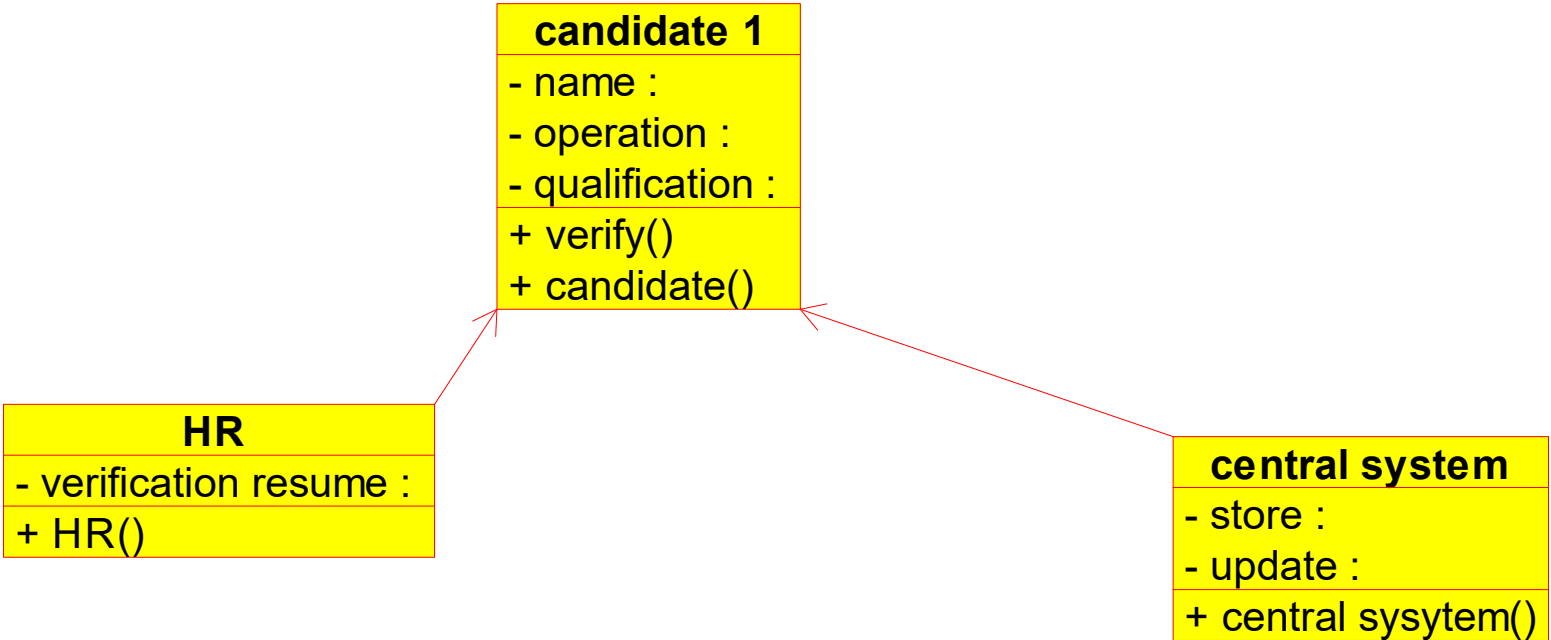 candidate 1
- name :
- operation :
- qualification :
+ verify()
+ candidate()
HR
- verification resume :
+ HR()
central system
- store :
- update :
+ central sysytem()